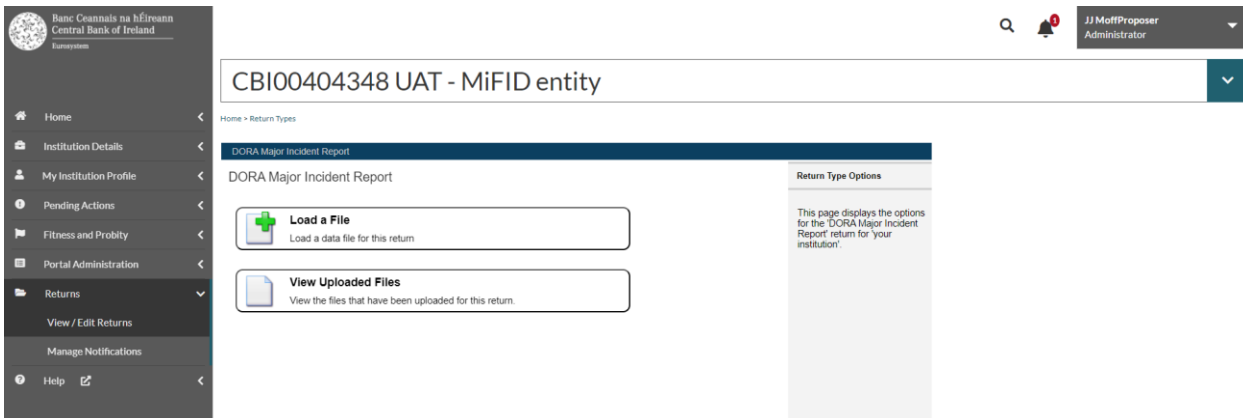 Banc Ceannais na hÉireann
Central Bank of Ireland
Eurosystem
1
JJ MoffProposer
Administrator
CBI00404348 UAT - MiFID entity
Home
Institution Details
My Institution Profile
Pending Actions
Fitness and Probity
Portal Administration
Returns
View / Edit Returns
Manage Notifications
Help
Home > Return Types
DORA Major Incident Report
DORA Major Incident Report
Load a File
Load a data file for this return
View Uploaded Files
View the files that have been uploaded for this return.
Return Type Options
This page displays the options
for the 'DORA Major Incident
Report' return for 'your
institution'.